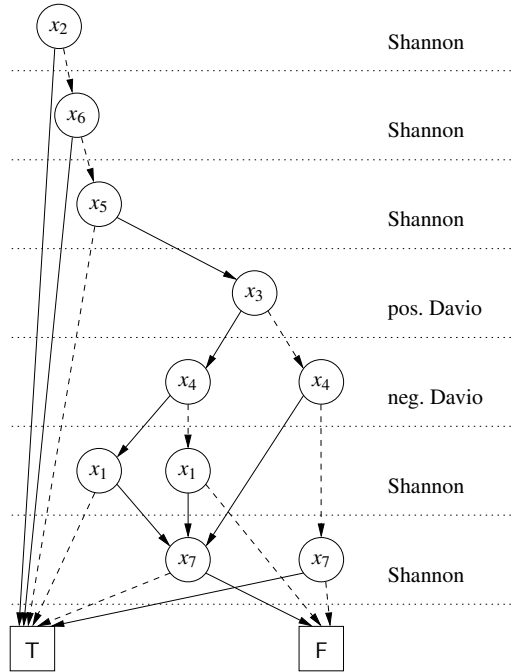 x2
Shannon
x6
Shannon
x5
Shannon
x3
pos. Davio
x4 x4
neg. Davio
x1 x1
Shannon
x7 x7
Shannon
T F